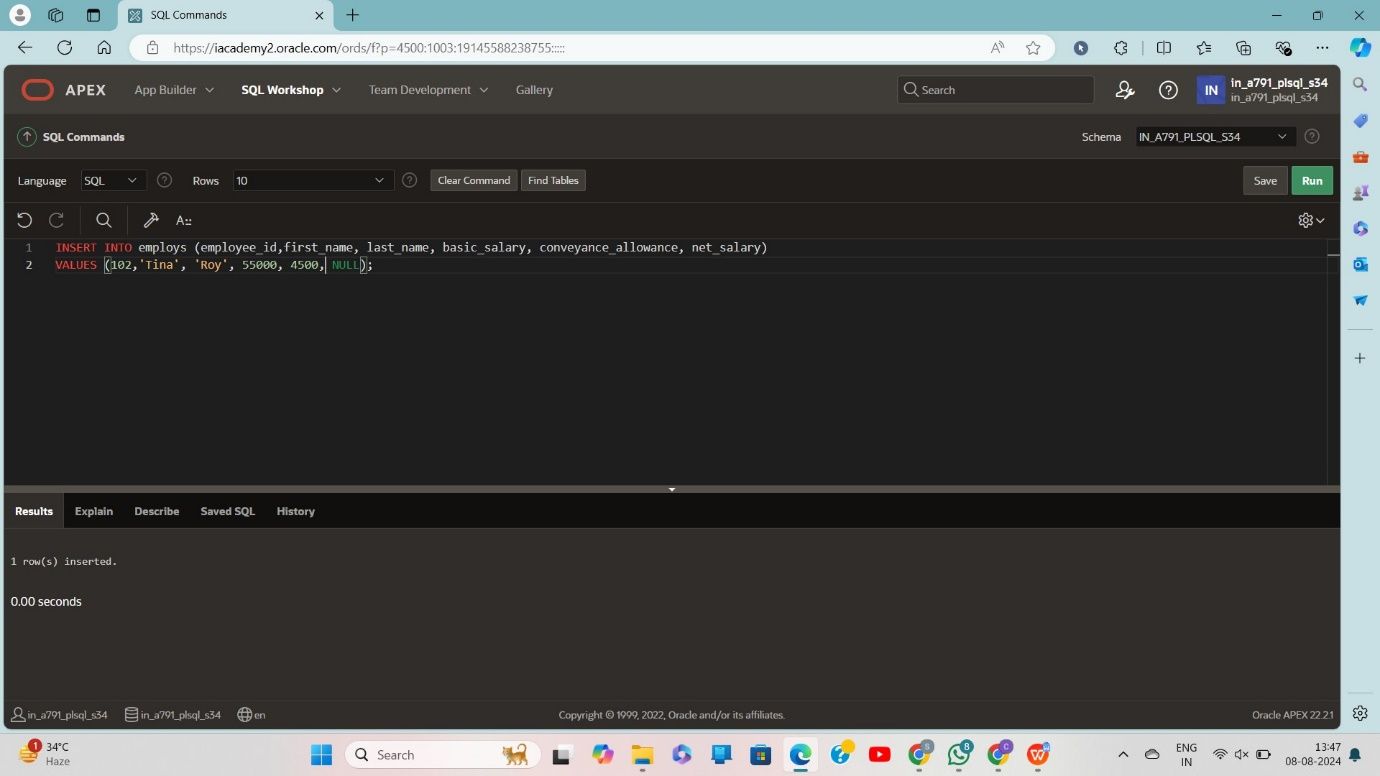 SQL Commands
https://iacademy2.oracle.com/ords/f?p=4500:1003:19145588238755:::::
APEX App Builder SQL Workshop Team Development Gallery Search IN in_a791_plsql_s34
in_a791_plsql_s34
SQL Commands Schema IN_A791_PLSQL_S34
Language SQL Rows 10 Clear Command Find Tables Save Run
A::
1 INSERT INTO employs (employee_id,first_name, last_name, basic_salary, conveyance_allowance, net_salary)
2 VALUES (102,'Tina', 'Roy', 55000, 4500, NULL);
Results Explain Describe Saved SQL History
1 row(s) inserted.
0.00 seconds
in_a791_plsql_s34 in_a791_plsql_s34 en Copyright © 1999, 2022, Oracle and/or its affiliates. Oracle APEX 22.2.1
1 34°C Haze Search S 8 C ENG IN 13:47 08-08-2024